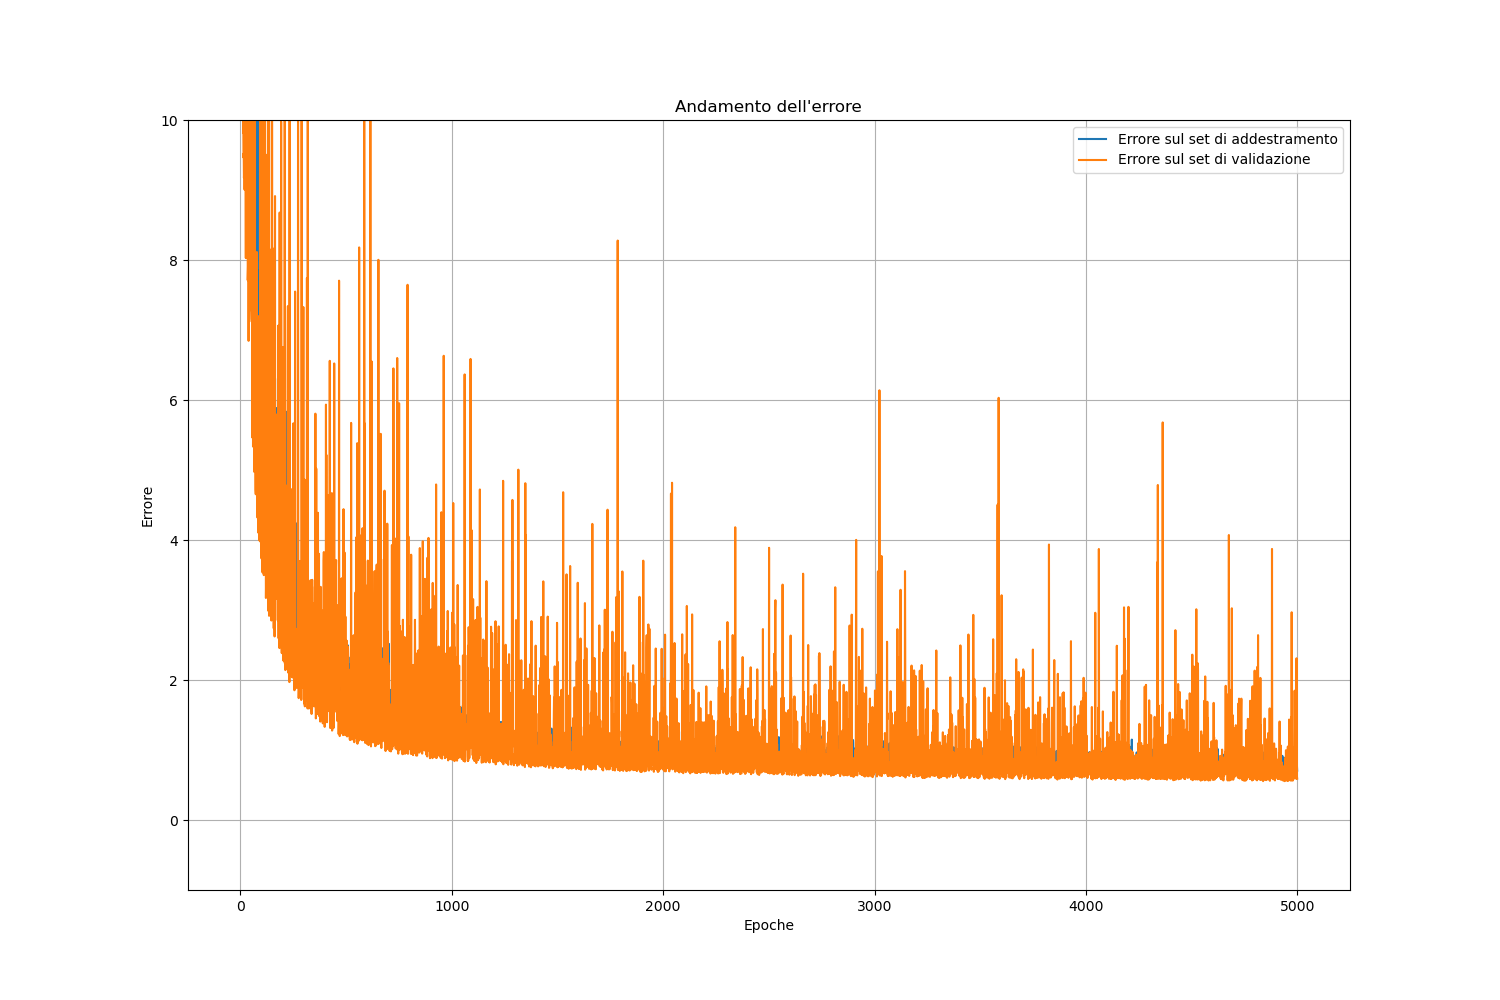 Andamento dell'errore
Errore sul set di addestramento
Errore sul set di validazione
10
8
6
4
2
0
Errore
0 1000 2000 3000 4000 5000
Epoche